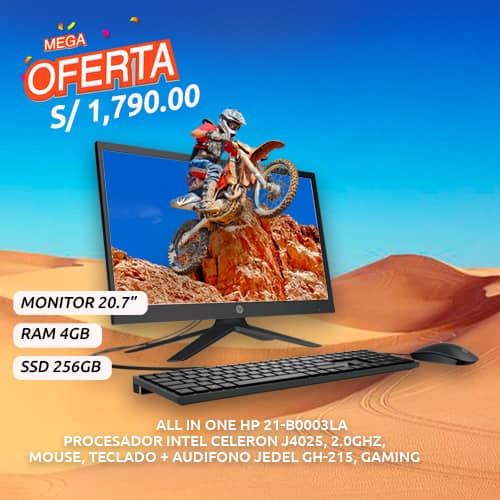 MEGA
OFERTA
S/ 1,790.00
MONITOR 20.7"
RAM 4GB
SSD 256GB
hp
ALL IN ONE HP 21-B0003LA
PROCESADOR INTEL CELERON J4025, 2.0GHZ,
MOUSE, TECLADO + AUDIFONO JEDEL GH-215, GAMING